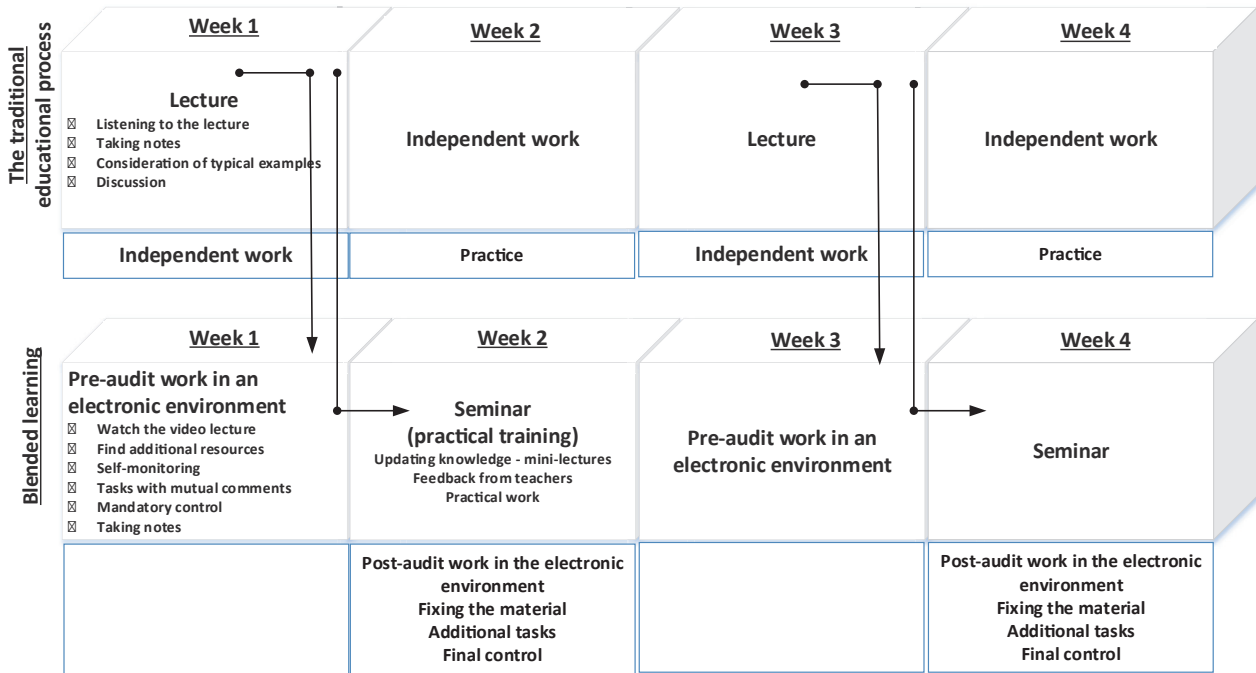 The traditional
educational process
Week 1
Week 2
Week 3
Week 4
Lecture
Listening to the lecture
Taking notes
Consideration of typical examples
Discussion
Independent work
Lecture
Independent work
Independent work
Practice
Independent work
Practice
Blended learning
Week 1
Week 2
Week 3
Week 4
Pre-audit work in an
electronic environment
Watch the video lecture
Find additional resources
Self-monitoring
Tasks with mutual comments
Mandatory control
Taking notes
Seminar
(practical training)
Updating knowledge - mini-lectures
Feedback from teachers
Practical work
Pre-audit work in an
electronic environment
Seminar
Post-audit work in the electronic
environment
Fixing the material
Additional tasks
Final control
Post-audit work in the electronic
environment
Fixing the material
Additional tasks
Final control